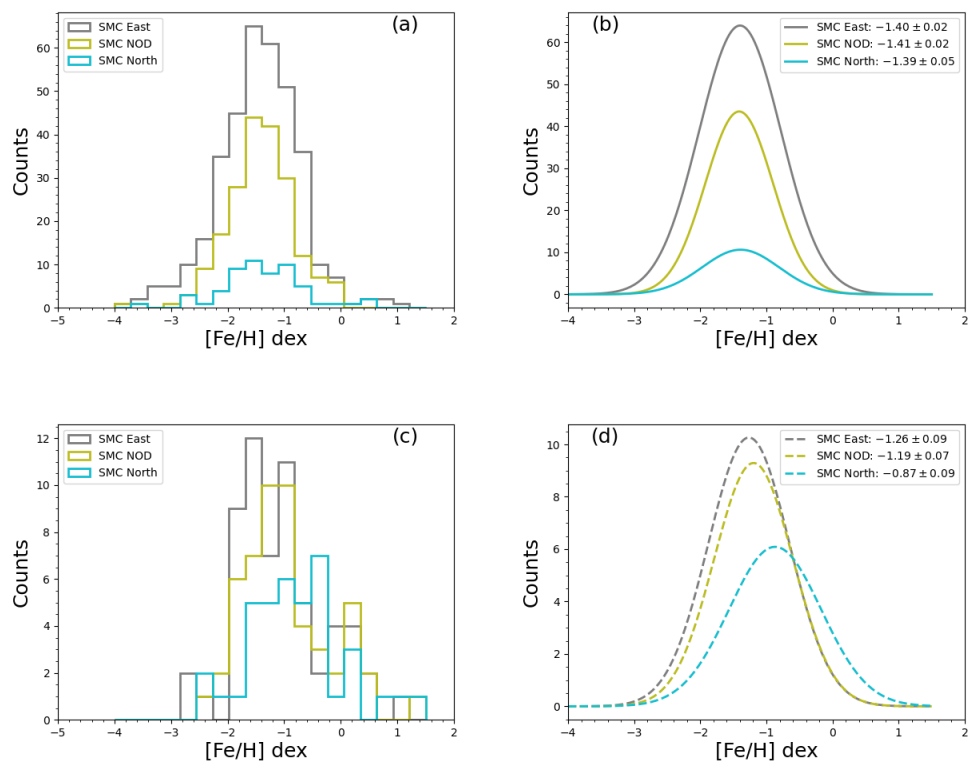 (a)
SMC East
SMC NOD
SMC North
60
50
40
30
20
10
0
Counts
−5 −4 −3 −2 −1 0 1 2
[Fe/H] dex
(b)
SMC East: −1.40 ± 0.02
SMC NOD: −1.41 ± 0.02
SMC North: −1.39 ± 0.05
60
50
40
30
20
10
0
Counts
−4 −3 −2 −1 0 1 2
[Fe/H] dex
(c)
SMC East
SMC NOD
SMC North
12
10
8
6
4
2
0
Counts
−5 −4 −3 −2 −1 0 1 2
[Fe/H] dex
(d)
SMC East: −1.26 ± 0.09
SMC NOD: −1.19 ± 0.07
SMC North: −0.87 ± 0.09
10
8
6
4
2
0
Counts
−4 −3 −2 −1 0 1 2
[Fe/H] dex